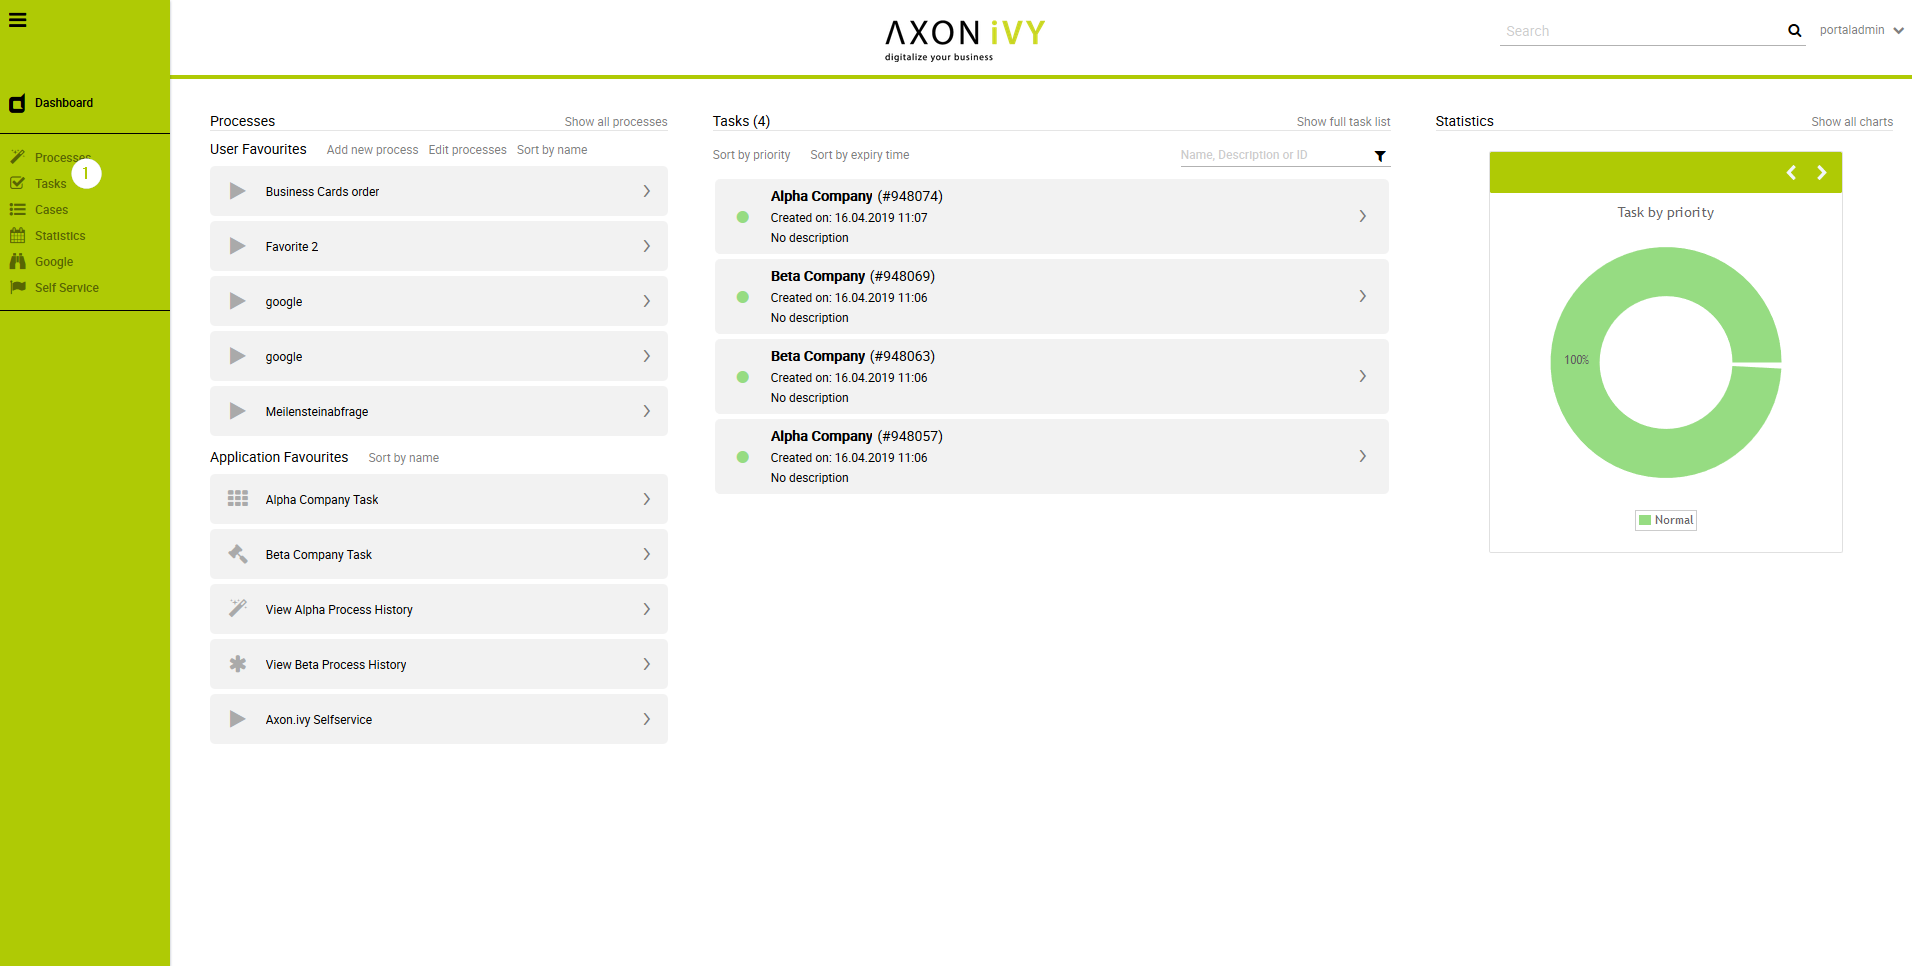 AXON iVY
digitalize your business
Search
portaladmin
Dashboard
Processes
1
Tasks
Cases
Statistics
Google
Self Service
Processes
Show all processes
User Favourites Add new process Edit processes Sort by name
Business Cards order
Favorite 2
google
google
Meilensteinabfrage
Application Favourites Sort by name
Alpha Company Task
Beta Company Task
View Alpha Process History
View Beta Process History
Axon.ivy Selfservice
Tasks (4)
Show full task list
Sort by priority Sort by expiry time
Name, Description or ID
Alpha Company (#948074)
Created on: 16.04.2019 11:07
No description
Beta Company (#948069)
Created on: 16.04.2019 11:06
No description
Beta Company (#948063)
Created on: 16.04.2019 11:06
No description
Alpha Company (#948057)
Created on: 16.04.2019 11:06
No description
Statistics
Show all charts
Task by priority
100%
Normal